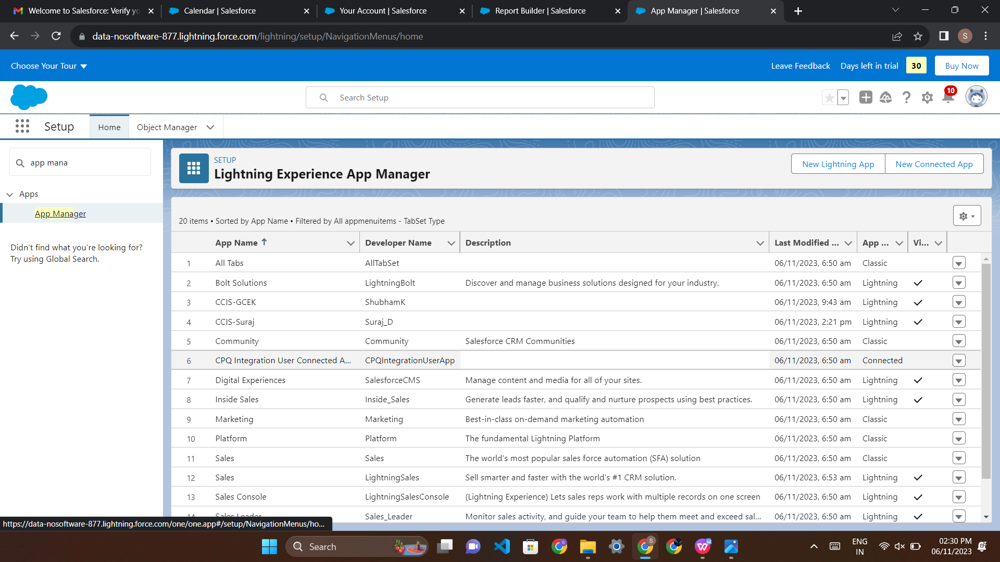 Welcome to Salesforce: Verify yo
Calendar | Salesforce
Your Account | Salesforce
Report Builder | Salesforce
App Manager | Salesforce
data-nosoftware-877.lightning.force.com/lightning/setup/NavigationMenus/home
S
Choose Your Tour
Leave Feedback
Days left in trial
30
Buy Now
Search Setup
10
Setup
Home
Object Manager
app mana
Apps
App Manager
Didn't find what you're looking for?
Try using Global Search.
SETUP
Lightning Experience App Manager
New Lightning App
New Connected App
20 items • Sorted by App Name • Filtered by All appmenuitems - TabSet Type
App Name ↑ Developer Name Description Last Modified ... App ... Vi...
1 All Tabs AllTabSet 06/11/2023, 6:50 am Classic
2 Bolt Solutions LightningBolt Discover and manage business solutions designed for your industry. 06/11/2023, 6:50 am Lightning
3 CCIS-GCEK ShubhamK 06/11/2023, 9:43 am Lightning
4 CCIS-Suraj Suraj_D 06/11/2023, 2:21 pm Lightning
5 Community Community Salesforce CRM Communities 06/11/2023, 6:50 am Classic
6 CPQ Integration User Connected A... CPQIntegrationUserApp 06/11/2023, 6:50 am Connected
7 Digital Experiences SalesforceCMS Manage content and media for all of your sites. 06/11/2023, 6:50 am Lightning
8 Inside Sales Inside_Sales Generate leads faster, and qualify and nurture prospects using best practices. 06/11/2023, 6:50 am Lightning
9 Marketing Marketing Best-in-class on-demand marketing automation 06/11/2023, 6:50 am Classic
10 Platform Platform The fundamental Lightning Platform 06/11/2023, 6:50 am Classic
11 Sales Sales The world's most popular sales force automation (SFA) solution 06/11/2023, 6:50 am Classic
12 Sales LightningSales Sell smarter and faster with the world's #1 CRM solution. 06/11/2023, 6:53 am Lightning
13 Sales Console LightningSalesConsole (Lightning Experience) Lets sales reps work with multiple records on one screen 06/11/2023, 6:50 am Lightning
14 Sales Leader Sales_Leader Monitor sales activity, and guide your team to help them meet and exceed sal... 06/11/2023, 6:50 am Lightning
https://data-nosoftware-877.lightning.force.com/one/one.app#/setup/NavigationMenus/ho...
Search
ENG
IN
02:30 PM
06/11/2023